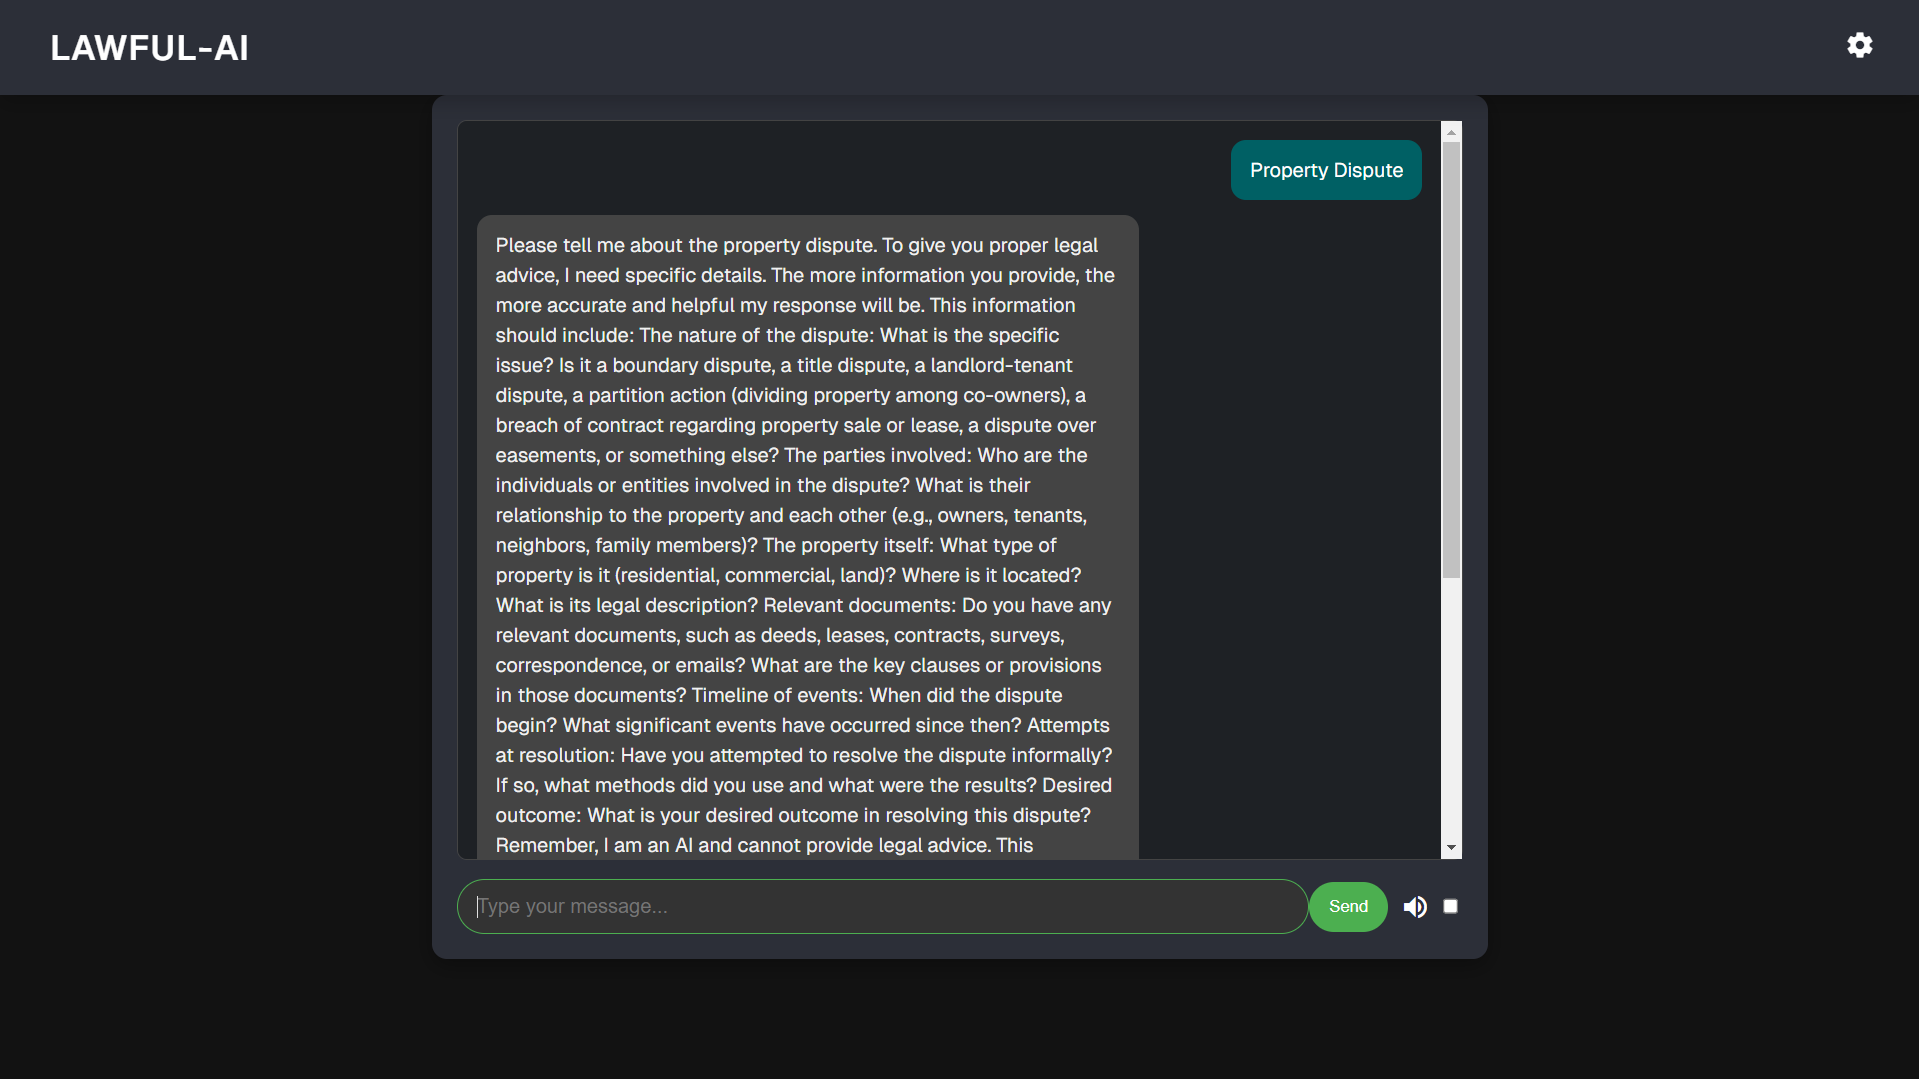 LAWFUL-AI
Property Dispute
Please tell me about the property dispute. To give you proper legal
advice, I need specific details. The more information you provide, the
more accurate and helpful my response will be. This information
should include: The nature of the dispute: What is the specific
issue? Is it a boundary dispute, a title dispute, a landlord-tenant
dispute, a partition action (dividing property among co-owners), a
breach of contract regarding property sale or lease, a dispute over
easements, or something else? The parties involved: Who are the
individuals or entities involved in the dispute? What is their
relationship to the property and each other (e.g., owners, tenants,
neighbors, family members)? The property itself: What type of
property is it (residential, commercial, land)? Where is it located?
What is its legal description? Relevant documents: Do you have any
relevant documents, such as deeds, leases, contracts, surveys,
correspondence, or emails? What are the key clauses or provisions
in those documents? Timeline of events: When did the dispute
begin? What significant events have occurred since then? Attempts
at resolution: Have you attempted to resolve the dispute informally?
If so, what methods did you use and what were the results? Desired
outcome: What is your desired outcome in resolving this dispute?
Remember, I am an AI and cannot provide legal advice. This
Type your message...
Send